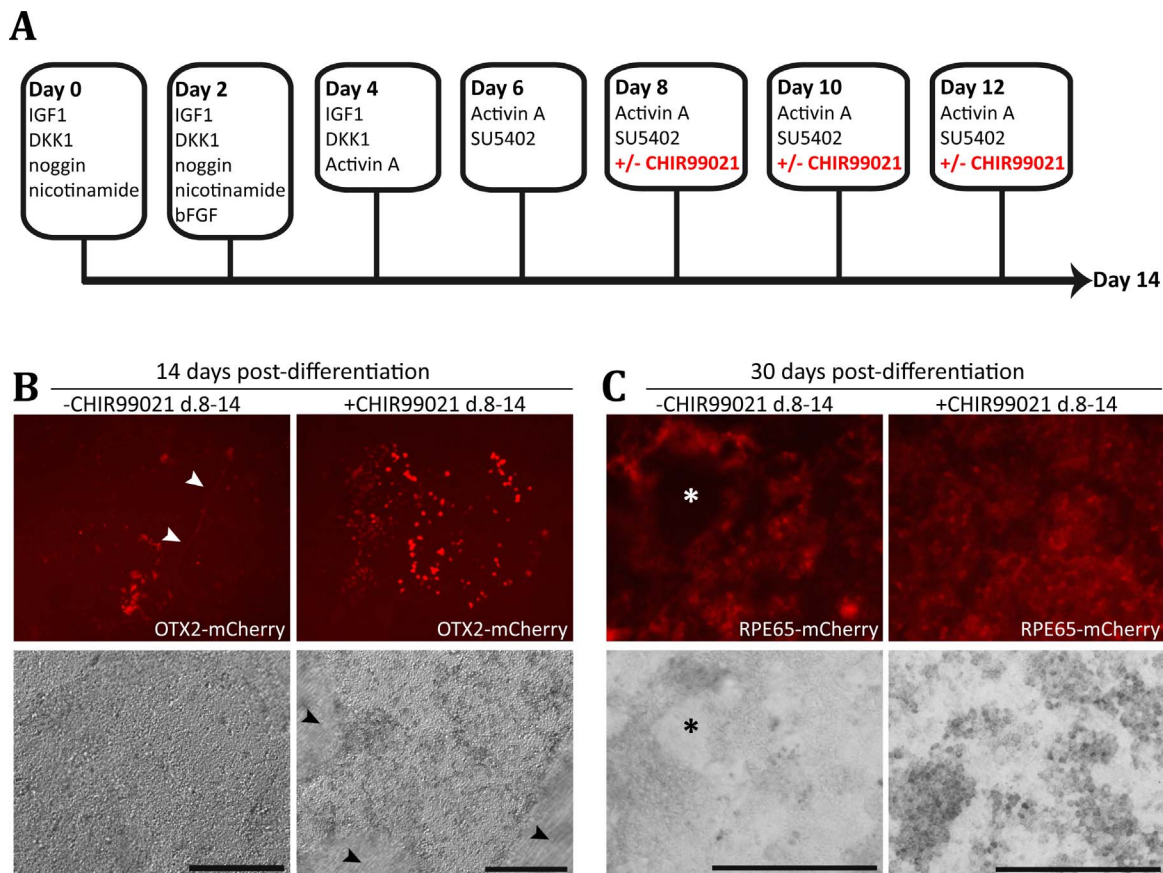 A
Day 0
IGF1
DKK1
noggin
nicotinamide
Day 2
IGF1
DKK1
noggin
nicotinamide
bFGF
Day 4
IGF1
DKK1
Activin A
Day 6
Activin A
SU5402
Day 8
Activin A
SU5402
+/- CHIR99021
Day 10
Activin A
SU5402
+/- CHIR99021
Day 12
Activin A
SU5402
+/- CHIR99021
Day 14
B
14 days post-differentiation
-CHIR99021 d.8-14
+CHIR99021 d.8-14
OTX2-mCherry
OTX2-mCherry
C
30 days post-differentiation
-CHIR99021 d.8-14
+CHIR99021 d.8-14
*
RPE65-mCherry
RPE65-mCherry
*